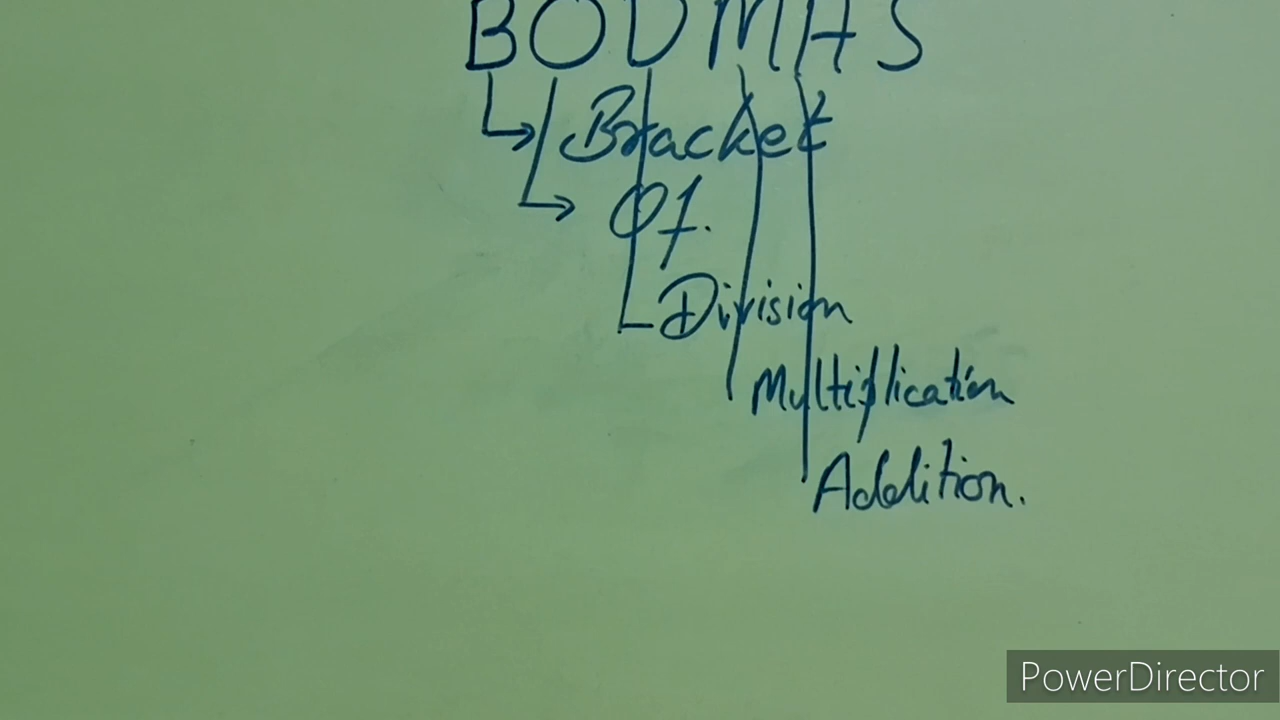 BODMAS
Bracket
Of.
Division
Multiplication
Addition.
PowerDirector